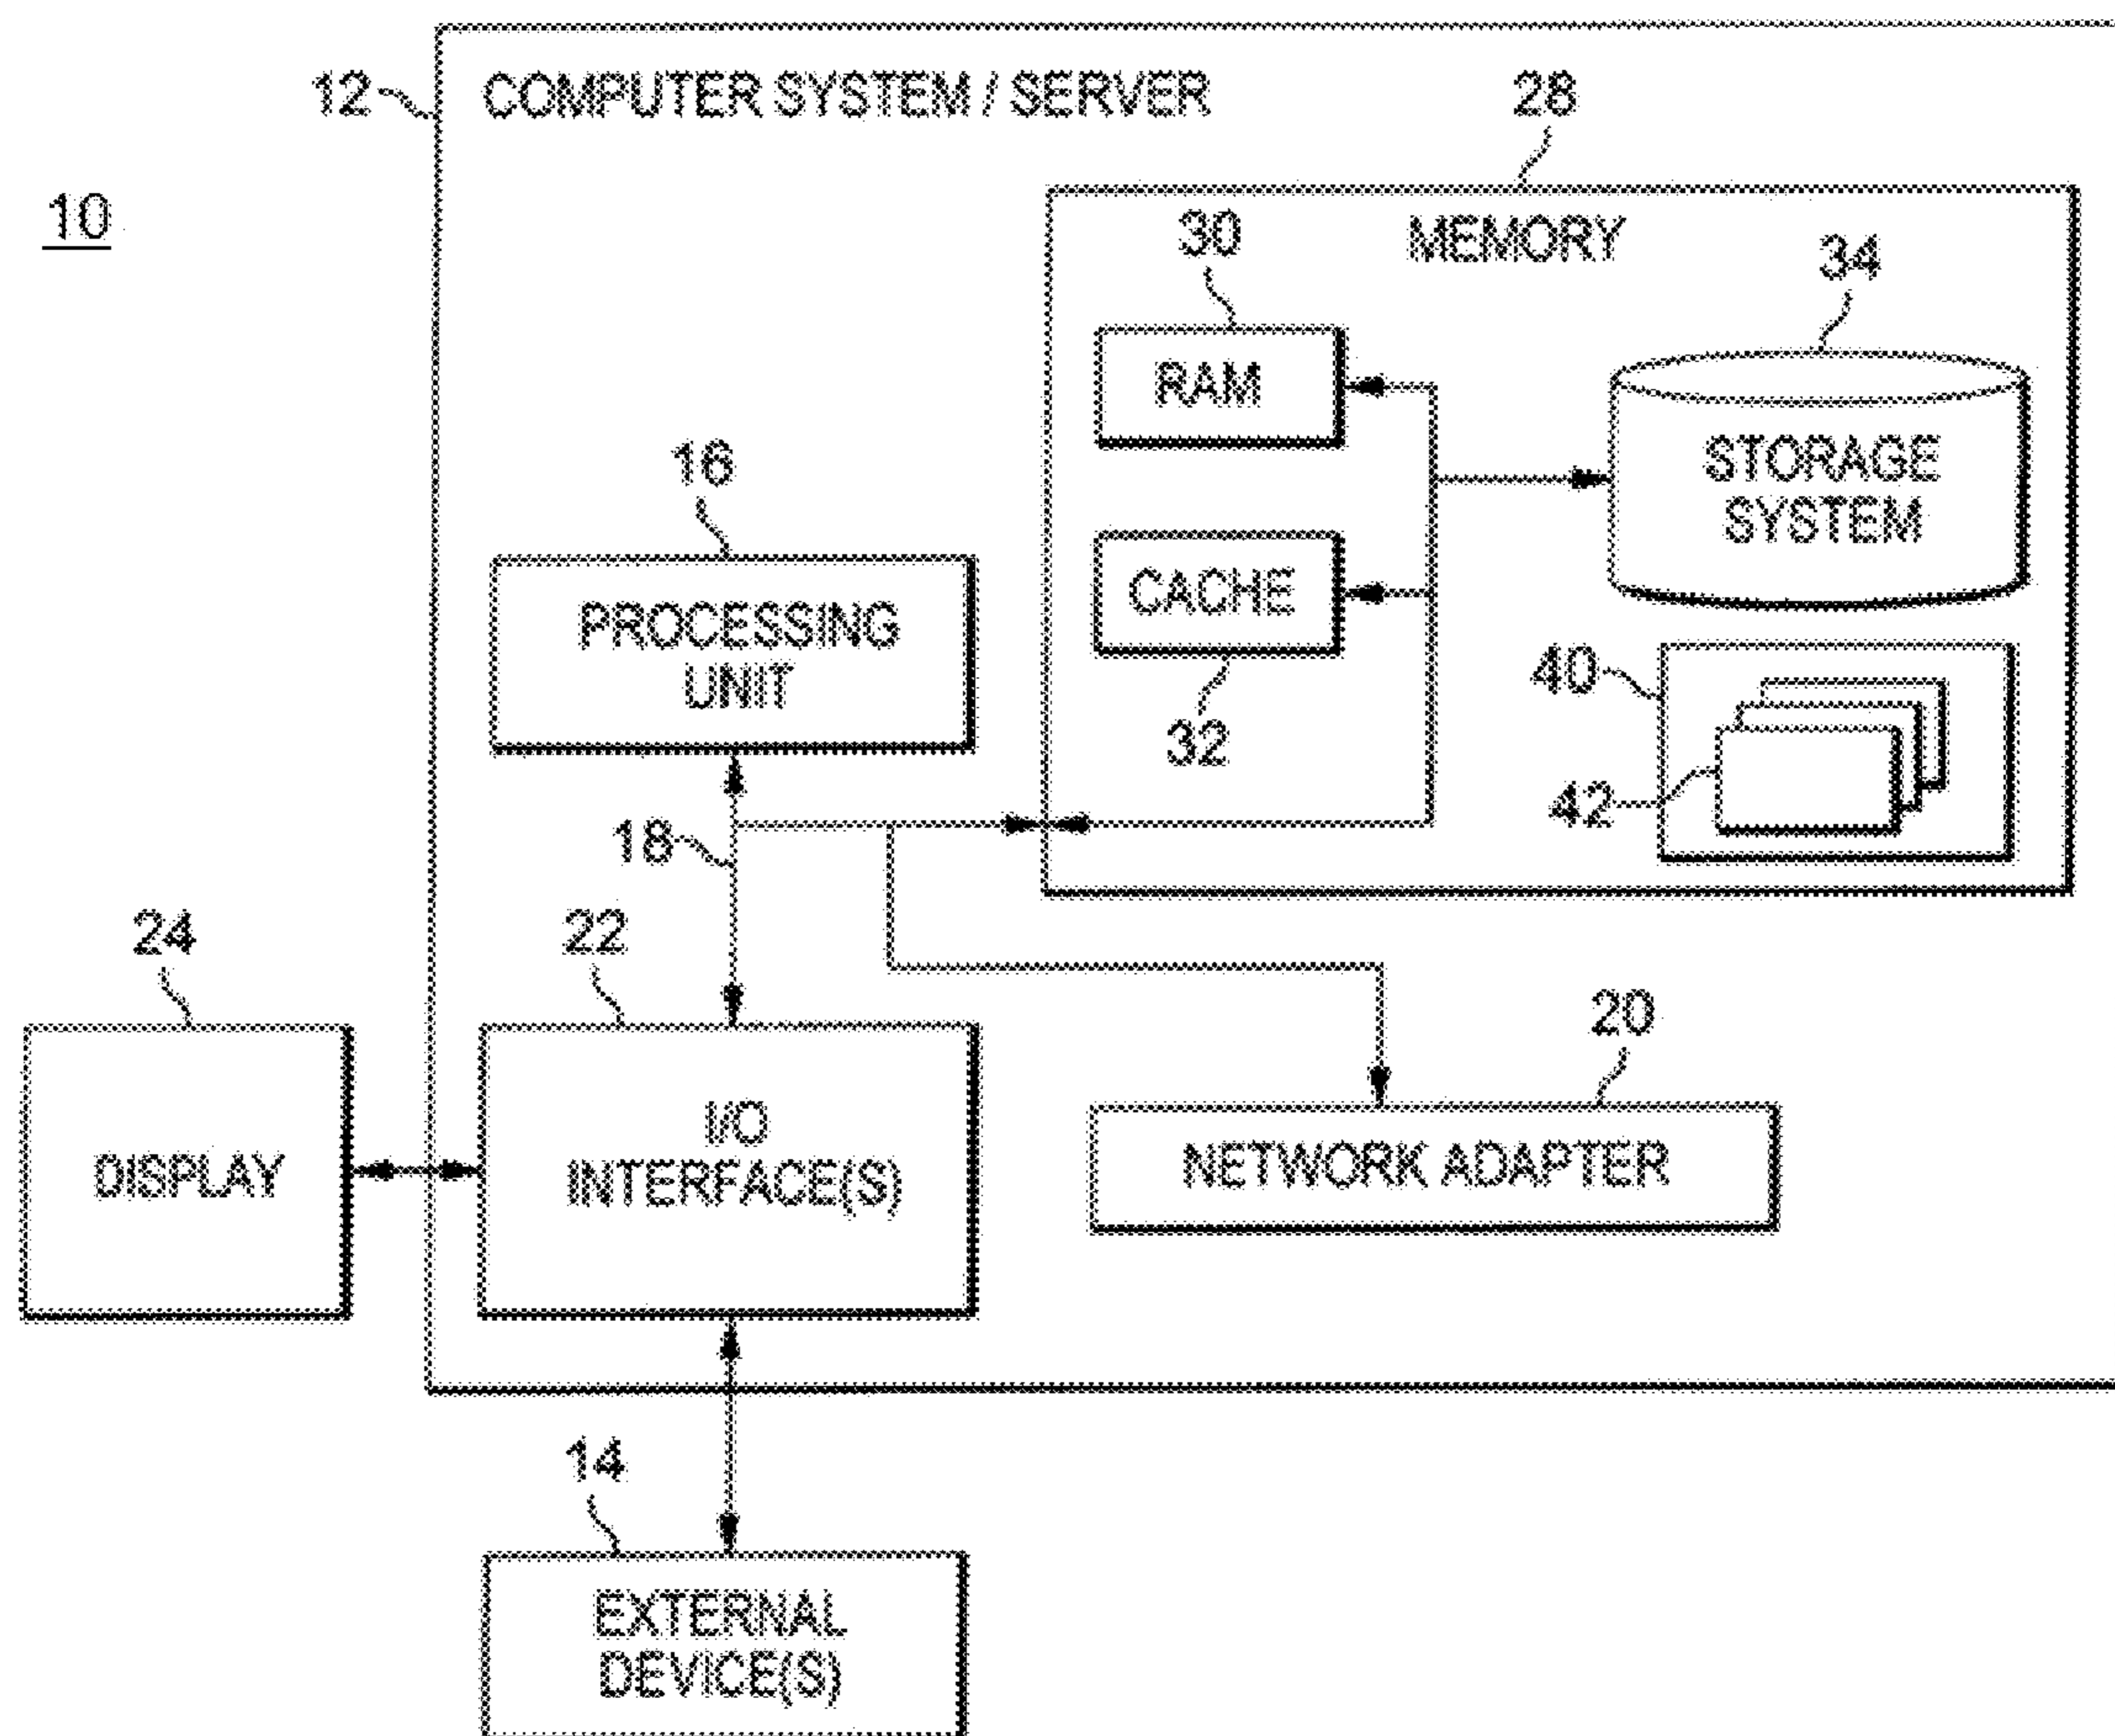 12
COMPUTER SYSTEM / SERVER
28
10
MEMORY
30
34
RAM
STORAGE
SYSTEM
16
CACHE
PROCESSING
UNIT
32
40
42
18
24
22
20
I/O
INTERFACE(S)
DISPLAY
NETWORK ADAPTER
14
EXTERNAL
DEVICE(S)